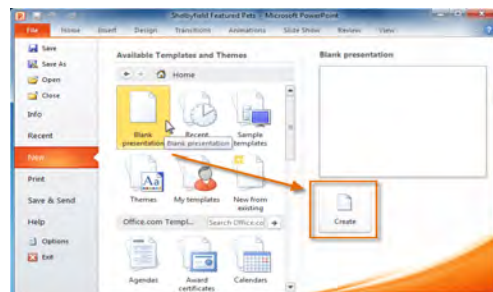 Shelbyfield Featured Pets - Microsoft PowerPoint
File Home Insert Design Transitions Animations Slide Show Review View
Save
Save As
Open
Close
Info
Recent
New
Print
Save & Send
Help
Options
Exit
Available Templates and Themes
Home
Blank presentation
Recent
Sample templates
Blank presentation
Themes
My templates
New from existing
Office.com Templ...
Search Office.co
Agendas
Award certificates
Calendars
Blank presentation
Create